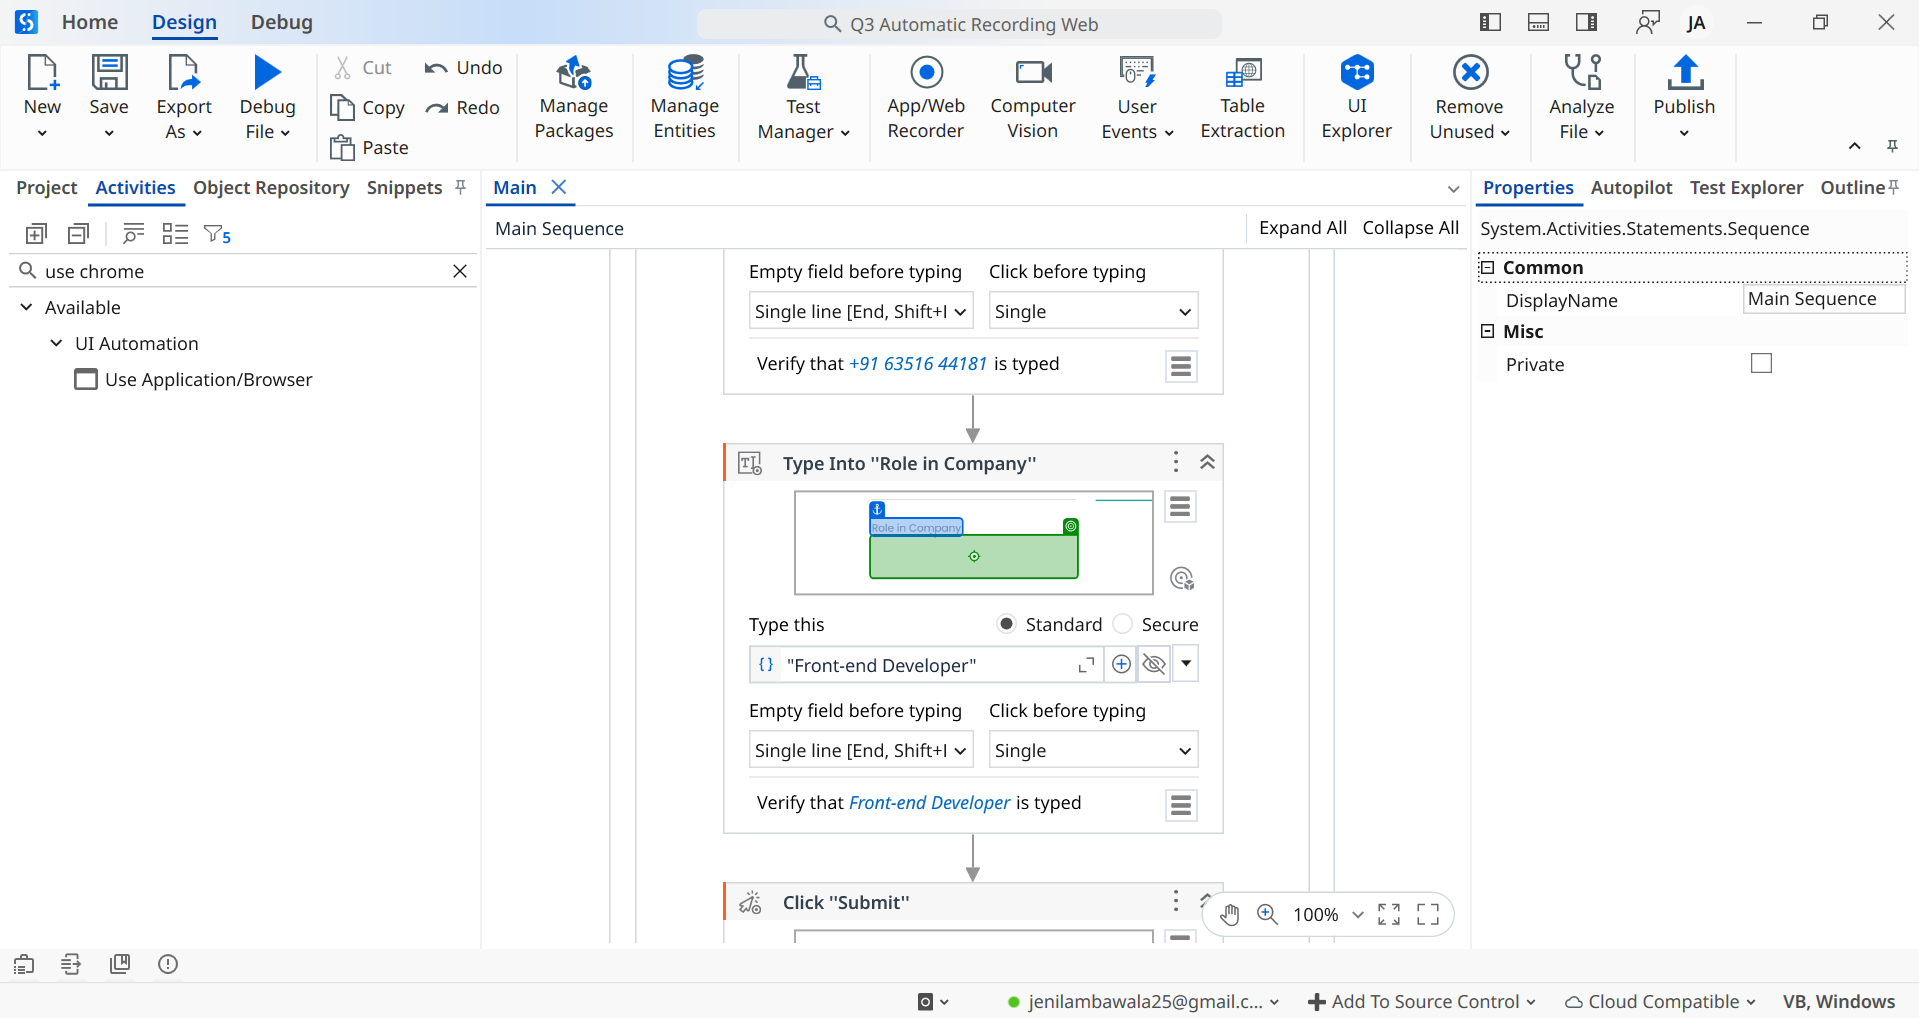 Home Design Debug
Q3 Automatic Recording Web
JA
New
Save
Export As
Debug File
Cut
Copy
Paste
Undo
Redo
Manage Packages
Manage Entities
Test Manager
App/Web Recorder
Computer Vision
User Events
Table Extraction
UI Explorer
Remove Unused
Analyze File
Publish
Project Activities Object Repository Snippets
Main
Properties Autopilot Test Explorer Outline
5
use chrome
Available
UI Automation
Use Application/Browser
Main Sequence
Expand All Collapse All
Empty field before typing Click before typing
Single line [End, Shift+I Single
Verify that +91 63516 44181 is typed
Type Into "Role in Company"
Role in Company
Type this Standard Secure
"Front-end Developer"
Empty field before typing Click before typing
Single line [End, Shift+I Single
Verify that Front-end Developer is typed
Click "Submit"
100%
System.Activities.Statements.Sequence
Common
DisplayName Main Sequence
Misc
Private
jenilambawala25@gmail.c... Add To Source Control Cloud Compatible VB, Windows